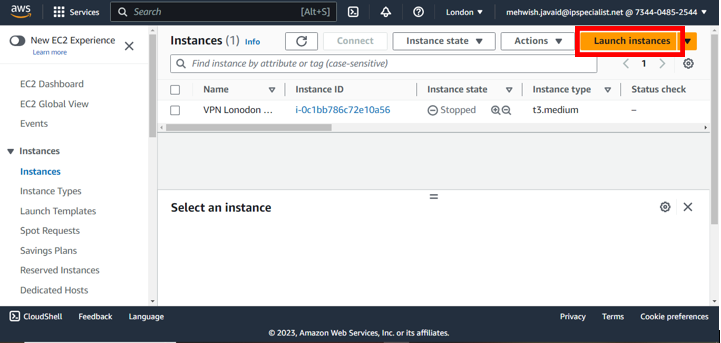 aws
Services
Search
[Alt+S]
London
mehwish.javaid@ipspecialist.net @ 7344-0485-2544
New EC2 Experience
Learn more
EC2 Dashboard
EC2 Global View
Events
Instances
Instances
Instance Types
Launch Templates
Spot Requests
Savings Plans
Reserved Instances
Dedicated Hosts
Instances (1) Info
Connect
Instance state
Actions
Launch instances
Find instance by attribute or tag (case-sensitive)
1
Name Instance ID Instance state Instance type Status check
VPN Lonodon ... i-0c1bb786c72e10a56 Stopped t3.medium –
Select an instance
CloudShell Feedback Language Privacy Terms Cookie preferences
© 2023, Amazon Web Services, Inc. or its affiliates.